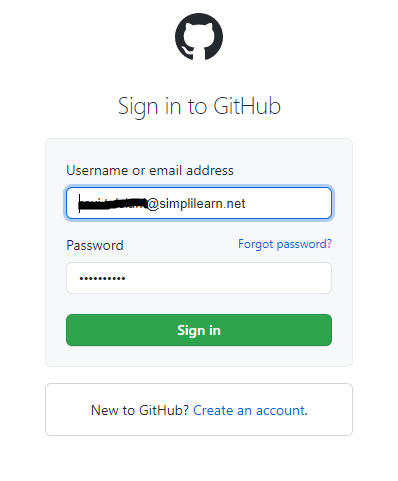 Sign in to GitHub
Username or email address
@simplilearn.net
Password Forgot password?
••••••••••
Sign in
New to GitHub? Create an account.